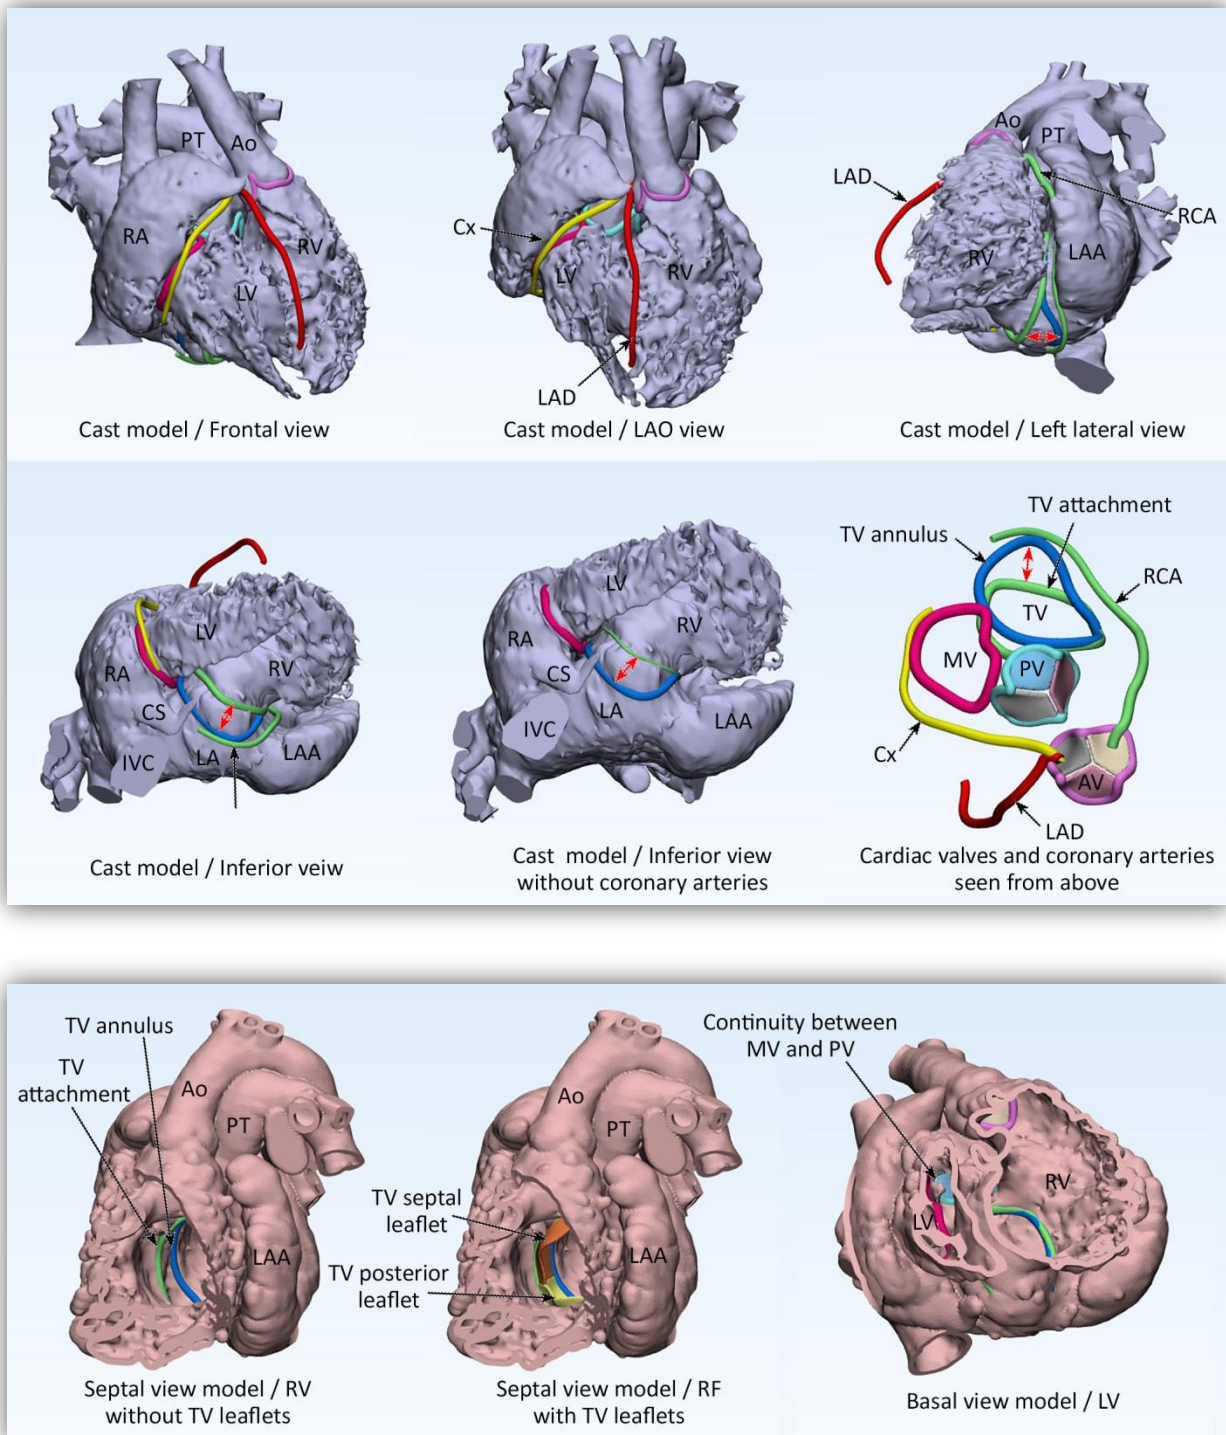 PT
Ao
RA
RV
LV
Cast model / Frontal view
Cx
LV
RV
LAD
Cast model / LAO view
Ao
PT
LAD
RCA
RV
LAA
Cast model / Left lateral view
LV
RA
RV
CS
IVC
LA
LAA
Cast model / Inferior veiw
LV
RA
RV
CS
LA
IVC
LAA
Cast model / Inferior view
without coronary arteries
TV attachment
TV annulus
RCA
TV
MV
PV
Cx
AV
LAD
Cardiac valves and coronary arteries
seen from above
TV annulus
TV
attachment
Ao
PT
LAA
Septal view model / RV
without TV leaflets
Ao
PT
TV septal
leaflet
LAA
TV posterior
leaflet
Septal view model / RF
with TV leaflets
Continuity between
MV and PV
RV
LV
Basal view model / LV